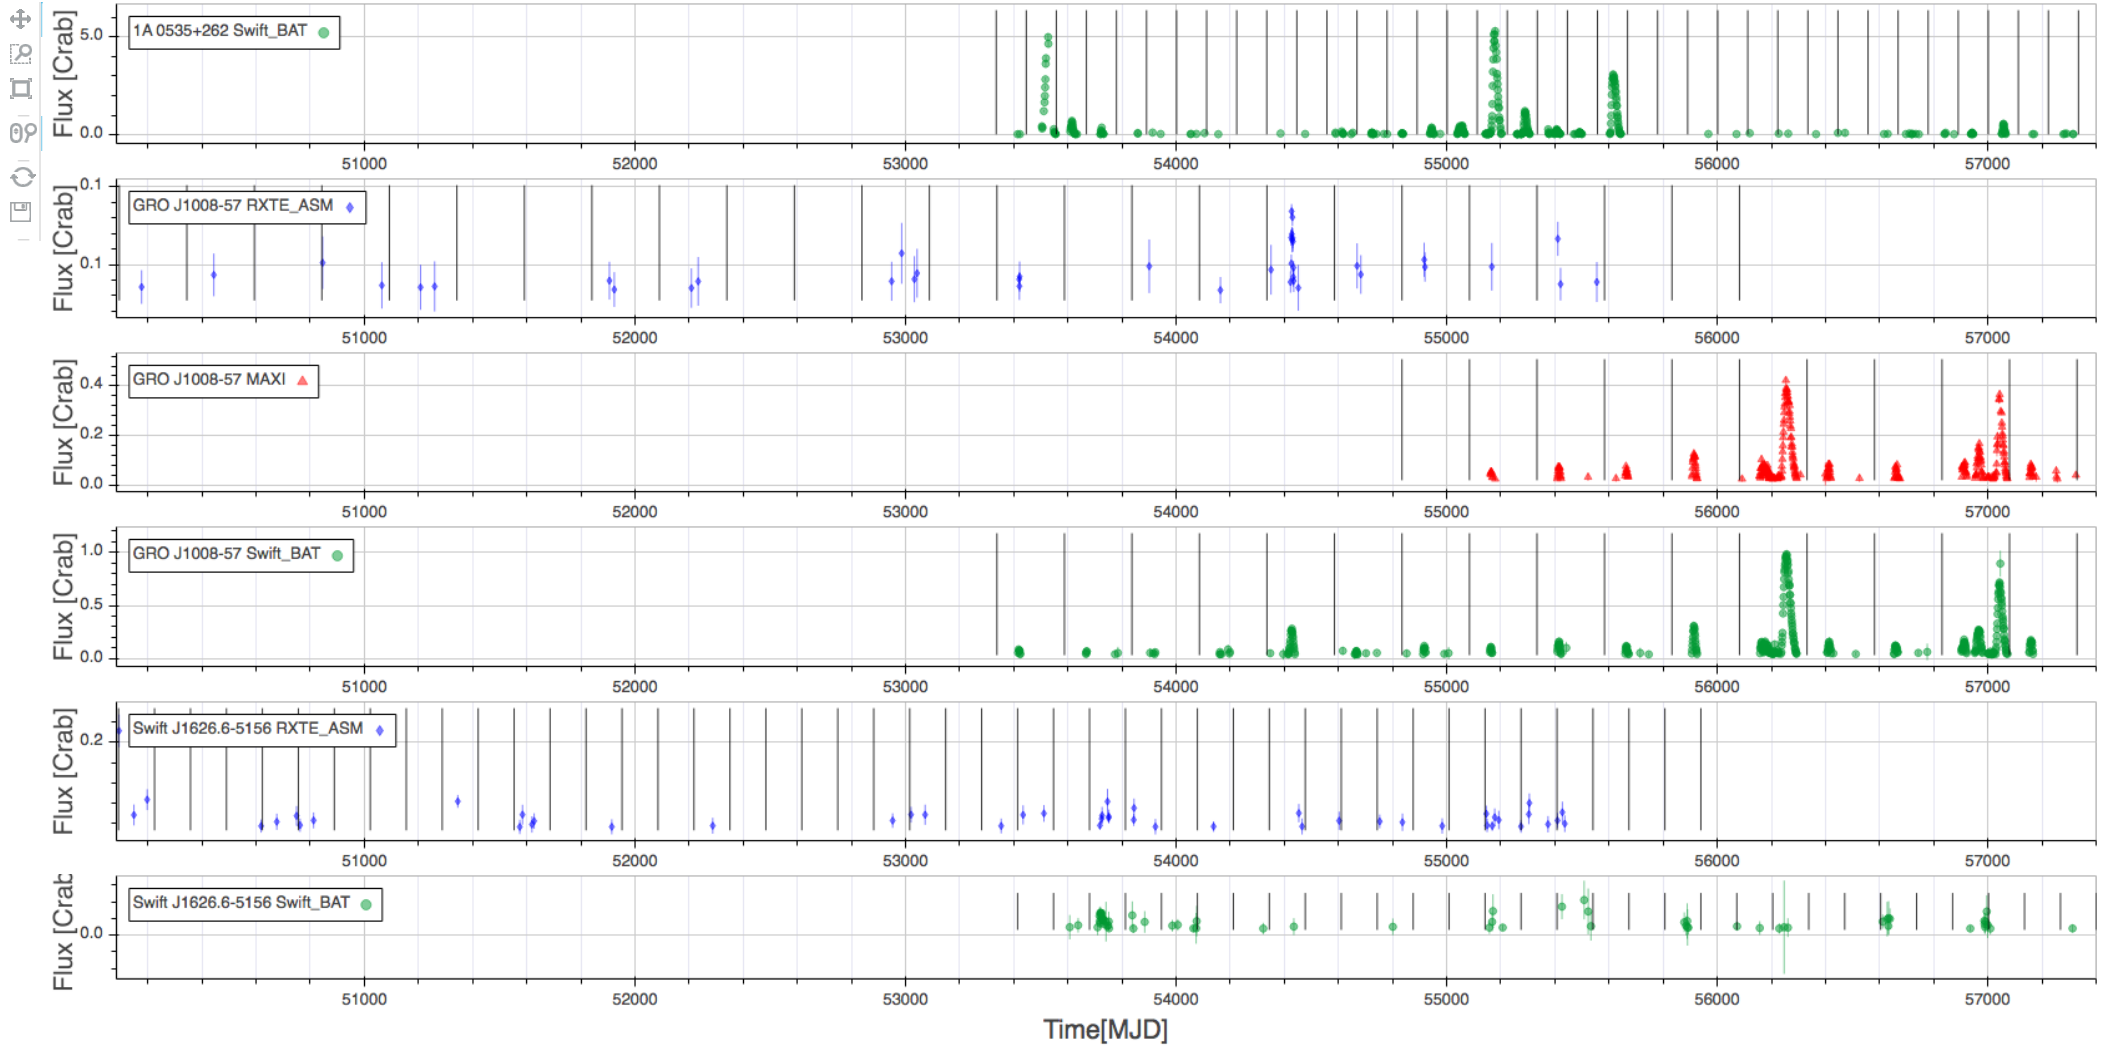 1A 0535+262 Swift_BAT
Flux [Crab]
5.0
0.0
51000 52000 53000 54000 55000 56000 57000
GRO J1008-57 RXTE_ASM
Flux [Crab]
0.1
0.1
51000 52000 53000 54000 55000 56000 57000
GRO J1008-57 MAXI
Flux [Crab]
0.4
0.2
0.0
51000 52000 53000 54000 55000 56000 57000
GRO J1008-57 Swift_BAT
Flux [Crab]
1.0
0.5
0.0
51000 52000 53000 54000 55000 56000 57000
Swift J1626.6-5156 RXTE_ASM
Flux [Crab]
0.2
51000 52000 53000 54000 55000 56000 57000
Swift J1626.6-5156 Swift_BAT
Flux [Crab
0.0
51000 52000 53000 54000 55000 56000 57000
Time[MJD]